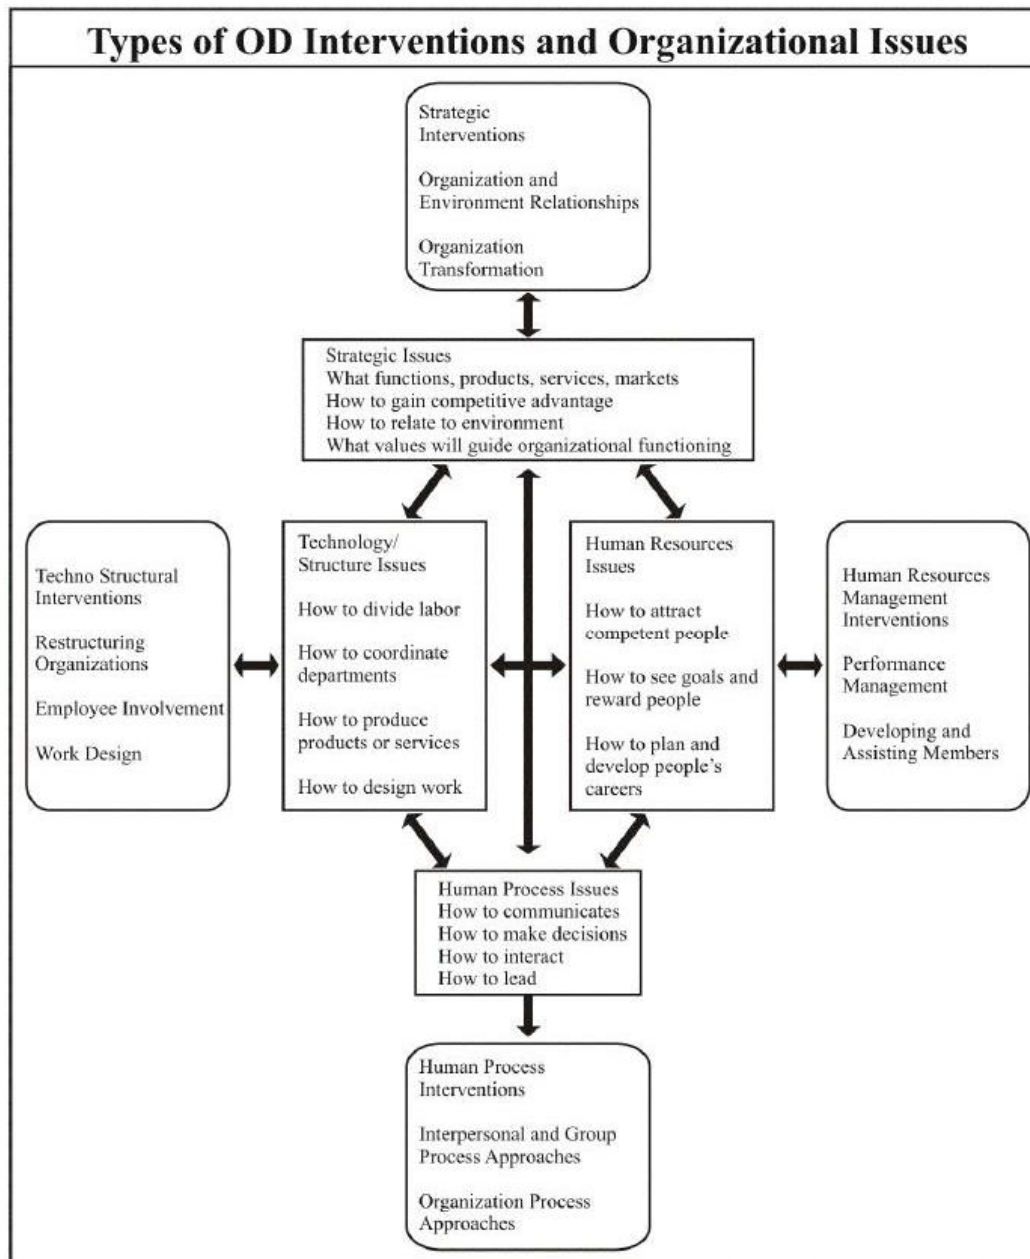 Types of OD Interventions and Organizational Issues
Strategic
Interventions
Organization and
Environment Relationships
Organization
Transformation
Strategic Issues
What functions, products, services, markets
How to gain competitive advantage
How to relate to environment
What values will guide organizational functioning
Techno Structural
Interventions
Restructuring
Organizations
Employee Involvement
Work Design
Technology/
Structure Issues
How to divide labor
How to coordinate
departments
How to produce
products or services
How to design work
Human Resources
Issues
How to attract
competent people
How to see goals and
reward people
How to plan and
develop people's
careers
Human Resources
Management
Interventions
Performance
Management
Developing and
Assisting Members
Human Process Issues
How to communicates
How to make decisions
How to interact
How to lead
Human Process
Interventions
Interpersonal and Group
Process Approaches
Organization Process
Approaches